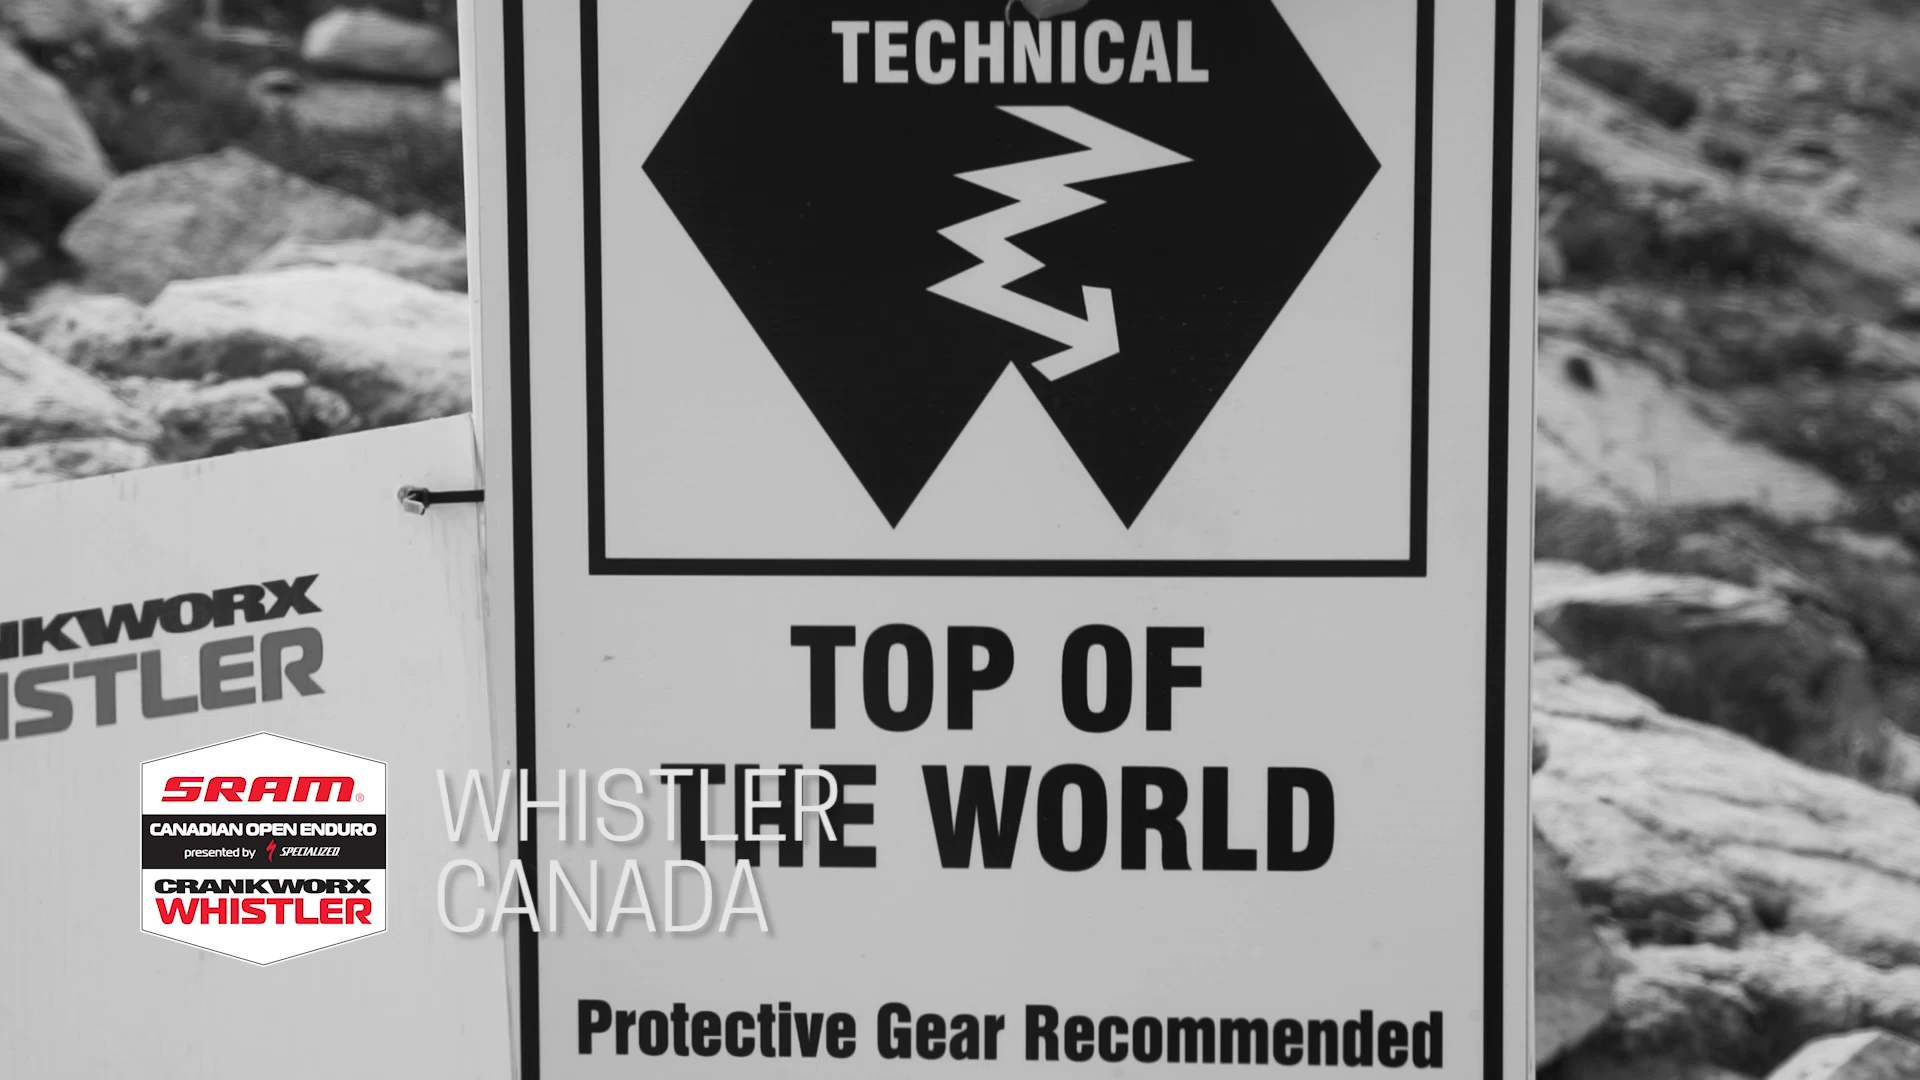 TECHNICAL
TOP OF
THE WORLD
Protective Gear Recommended
NKWORX
ISTLER
SRAM®
CANADIAN OPEN ENDURO
presented by SPECIALIZED
CRANKWORX
WHISTLER
WHISTLER
CANADA